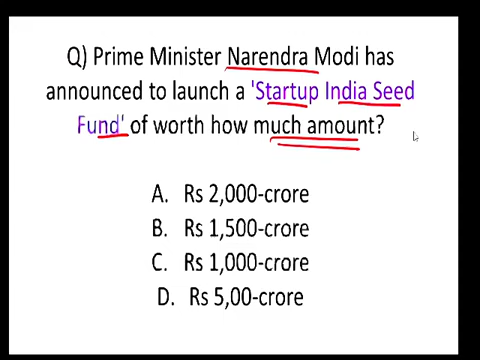 Q) Prime Minister Narendra Modi has
announced to launch a 'Startup India Seed
Fund' of worth how much amount?
A. Rs 2,000-crore
B. Rs 1,500-crore
C. Rs 1,000-crore
D. Rs 5,00-crore